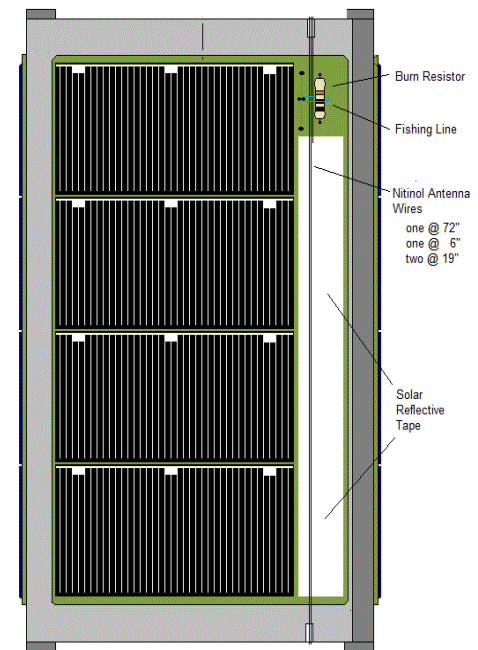 Burn Resistor
Fishing Line
Nitinol Antenna
Wires
one @ 72"
one @ 6"
two @ 19"
Solar
Reflective
Tape